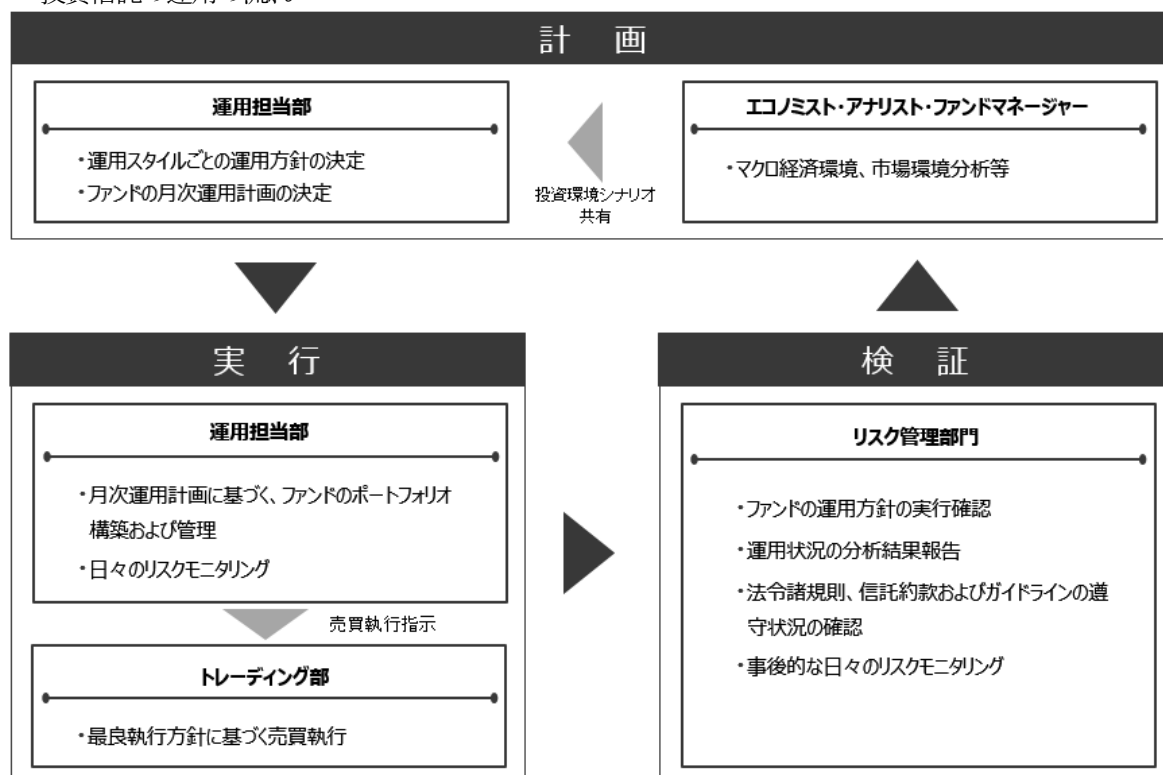 計 画
運用担当部
・運用スタイルごとの運用方針の決定
・ファンドの月次運用計画の決定
投資環境シナリオ
共有
エコノミスト・アナリスト・ファンドマネージャー
・マクロ経済環境、市場環境分析等
実 行
運用担当部
・月次運用計画に基づく、ファンドのポートフォリオ
構築および管理
・日々のリスクモニタリング
売買執行指示
トレーディング部
・最良執行方針に基づく売買執行
検 証
リスク管理部門
・ファンドの運用方針の実行確認
・運用状況の分析結果報告
・法令諸規則、信託約款およびガイドラインの遵
守状況の確認
・事後的な日々のリスクモニタリング